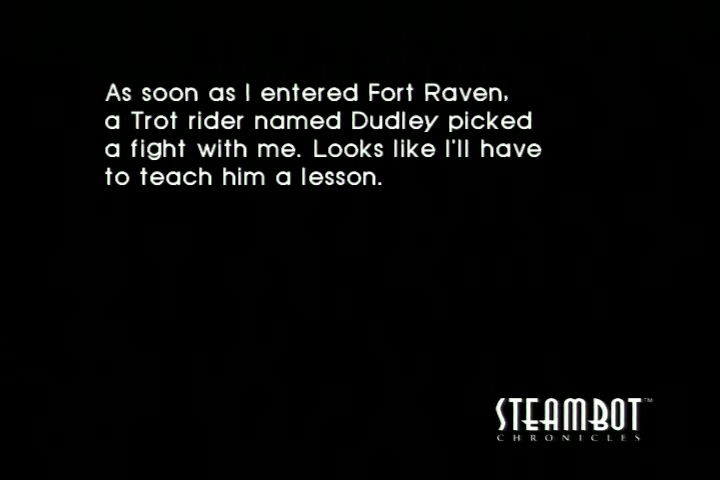 As soon as I entered Fort Raven,
a Trot rider named Dudley picked
a fight with me. Looks like I'll have
to teach him a lesson.
STEAMBOT™
CHRONICLES